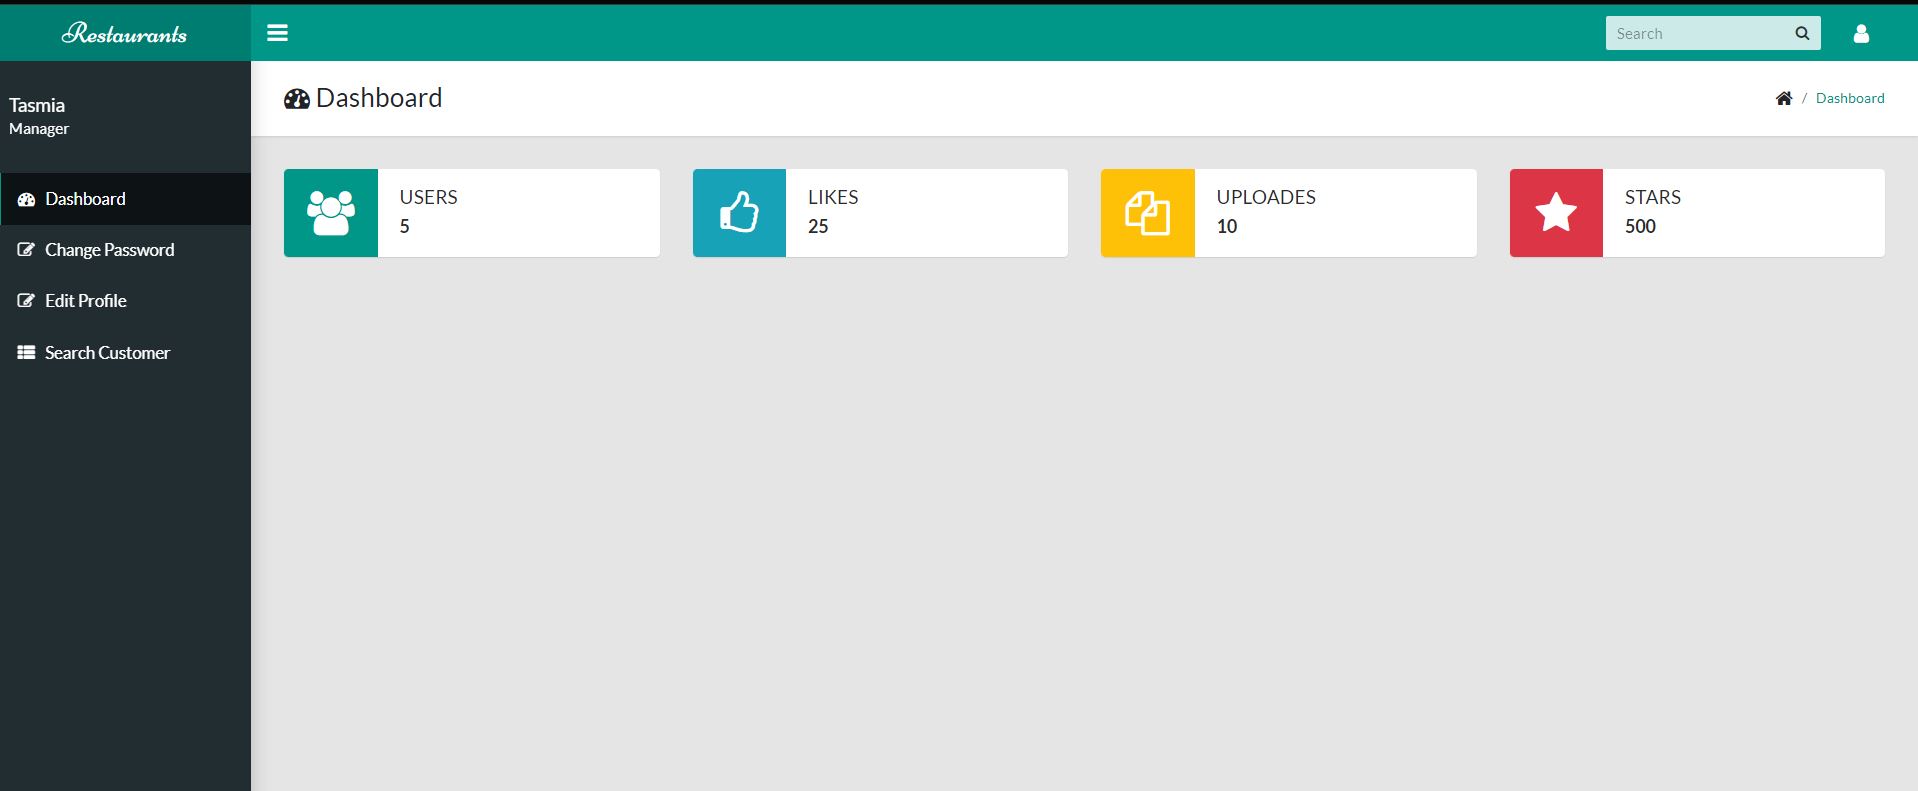 Restaurants
Search
Tasmia
Manager
Dashboard
Change Password
Edit Profile
Search Customer
Dashboard
/ Dashboard
USERS
5
LIKES
25
UPLOADES
10
STARS
500